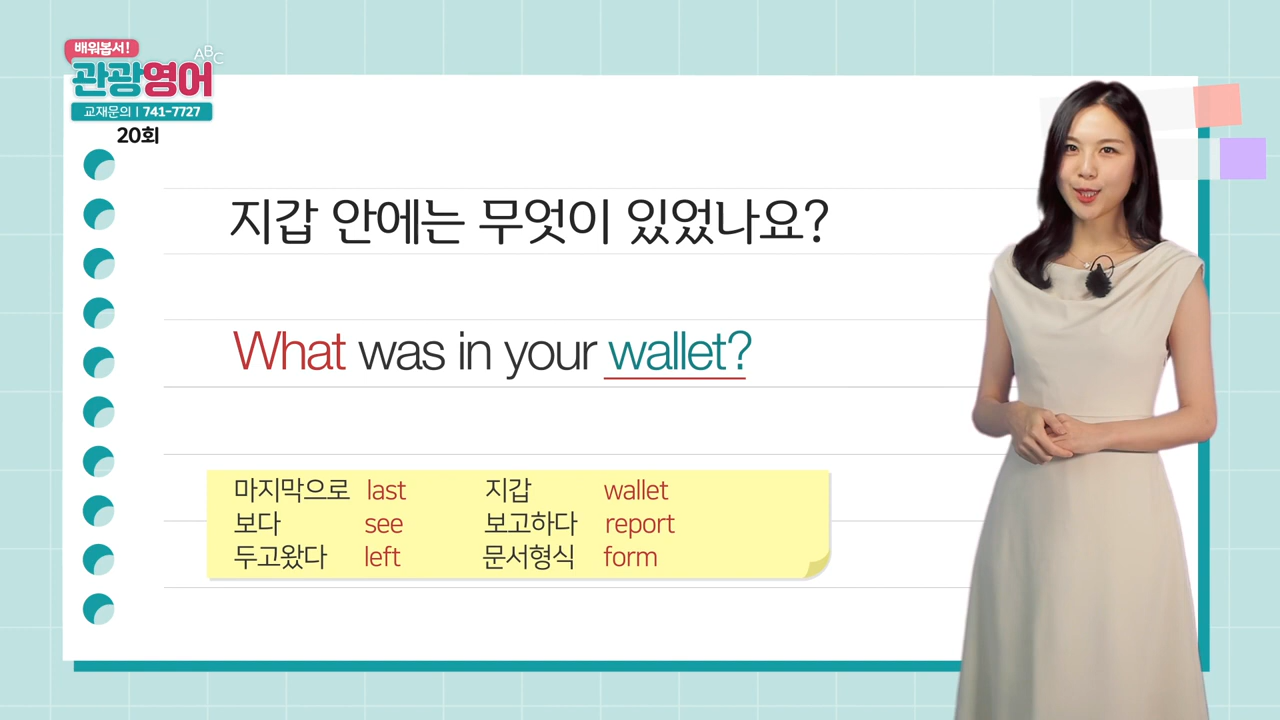 배워봅서!
ABC
관광영어
교재문의 | 741-7727
20회
지갑 안에는 무엇이 있었나요?
What was in your wallet?
마지막으로 last 지갑 wallet
보다 see 보고하다 report
두고왔다 left 문서형식 form